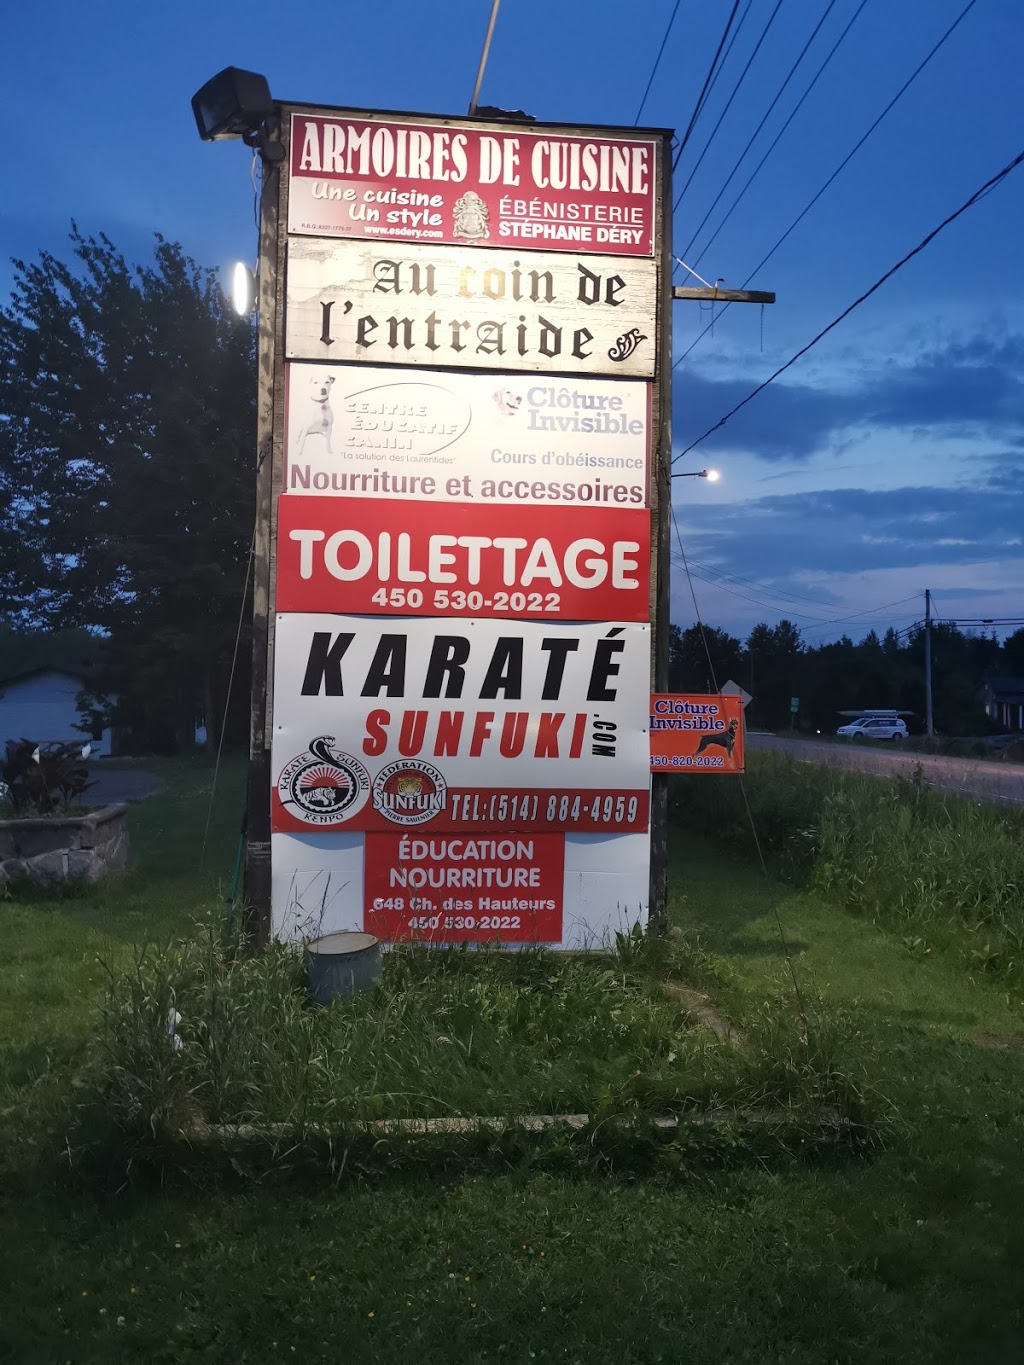 ARMOIRES DE CUISINE
Une cuisine
Un style
www.esdery.com
ÉBÉNISTERIE
STÉPHANE DÉRY
Au coin de
l'entraide
CENTRE
ÉDUCATIF
CANIN
"La solution des Laurentides"
Clôture
Invisible
Cours d'obéissance
Nourriture et accessoires
TOILETTAGE
450 530-2022
KARATÉ
SUNFUKI
.COM
KARATE SUNFUKI
KENPO
FÉDÉRATION
SUNFUKI
PIERRE SAULNIER
TEL:(514) 884-4959
Clôture
Invisible
450-820-2022
ÉDUCATION
NOURRITURE
648 Ch. des Hauteurs
450 530-2022